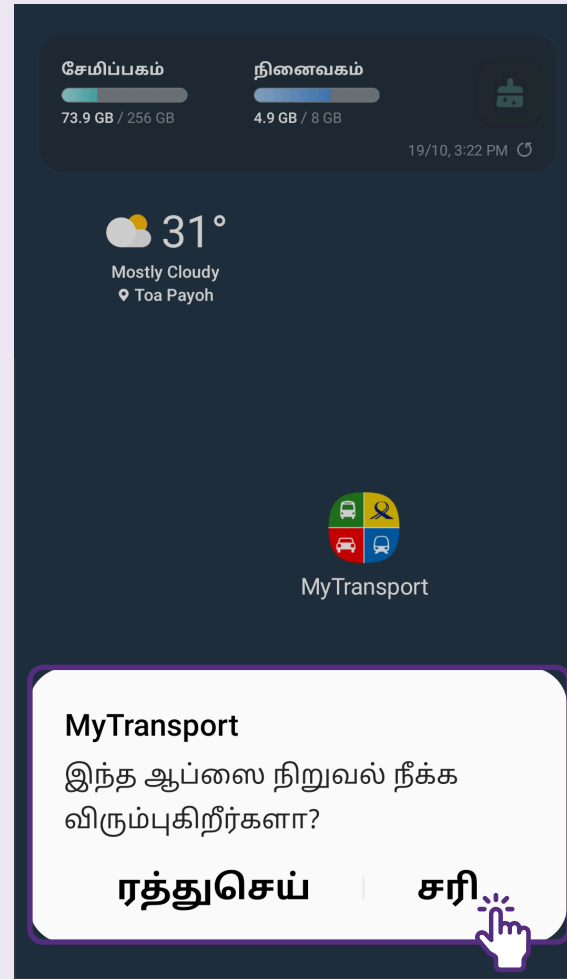 சேமிப்பகம் நினைவகம்
73.9 GB / 256 GB 4.9 GB / 8 GB
19/10, 3:22 PM
31°
Mostly Cloudy
Toa Payoh
MyTransport
MyTransport
இந்த ஆப்ஸை நிறுவல் நீக்க
விரும்புகிறீர்களா?
ரத்துசெய் சரி